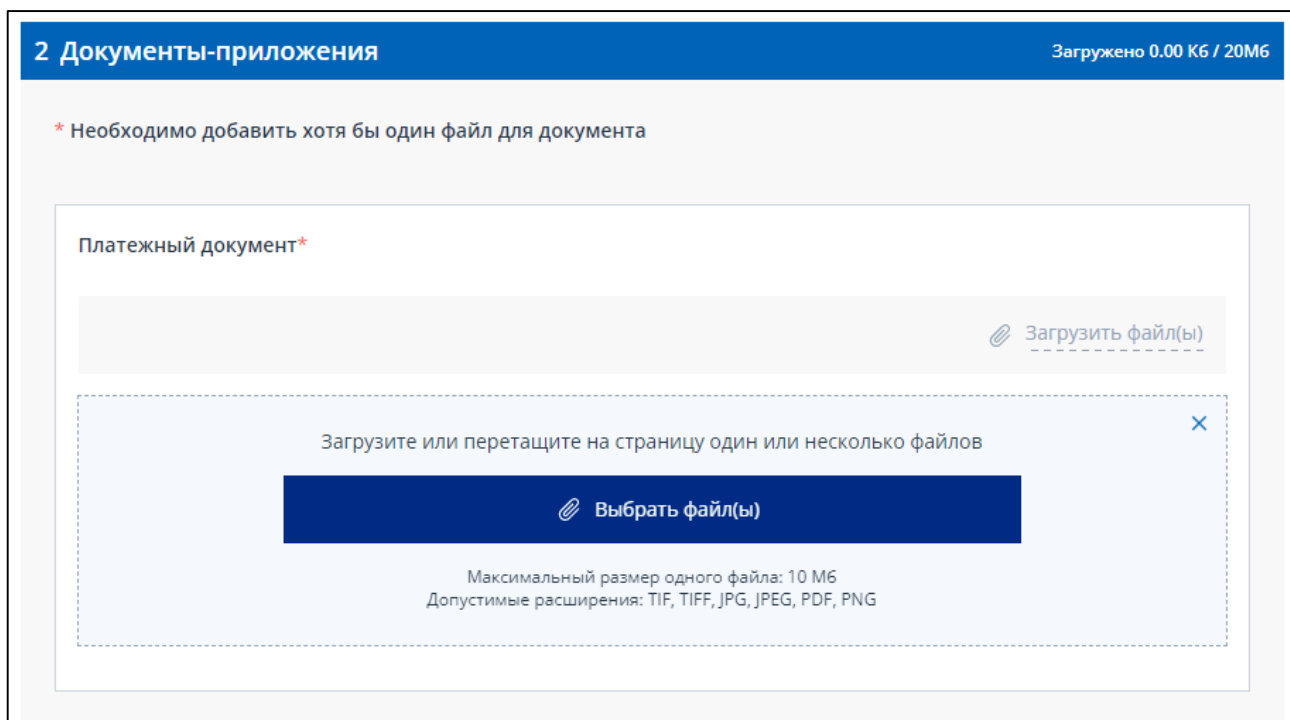 2 Документы-приложения
Загружено 0.00 Кб / 20Мб
* Необходимо добавить хотя бы один файл для документа
Платежный документ*
Загрузить файл(ы)
Загрузите или перетащите на страницу один или несколько файлов
Выбрать файл(ы)
Максимальный размер одного файла: 10 Мб
Допустимые расширения: TIF, TIFF, JPG, JPEG, PDF, PNG